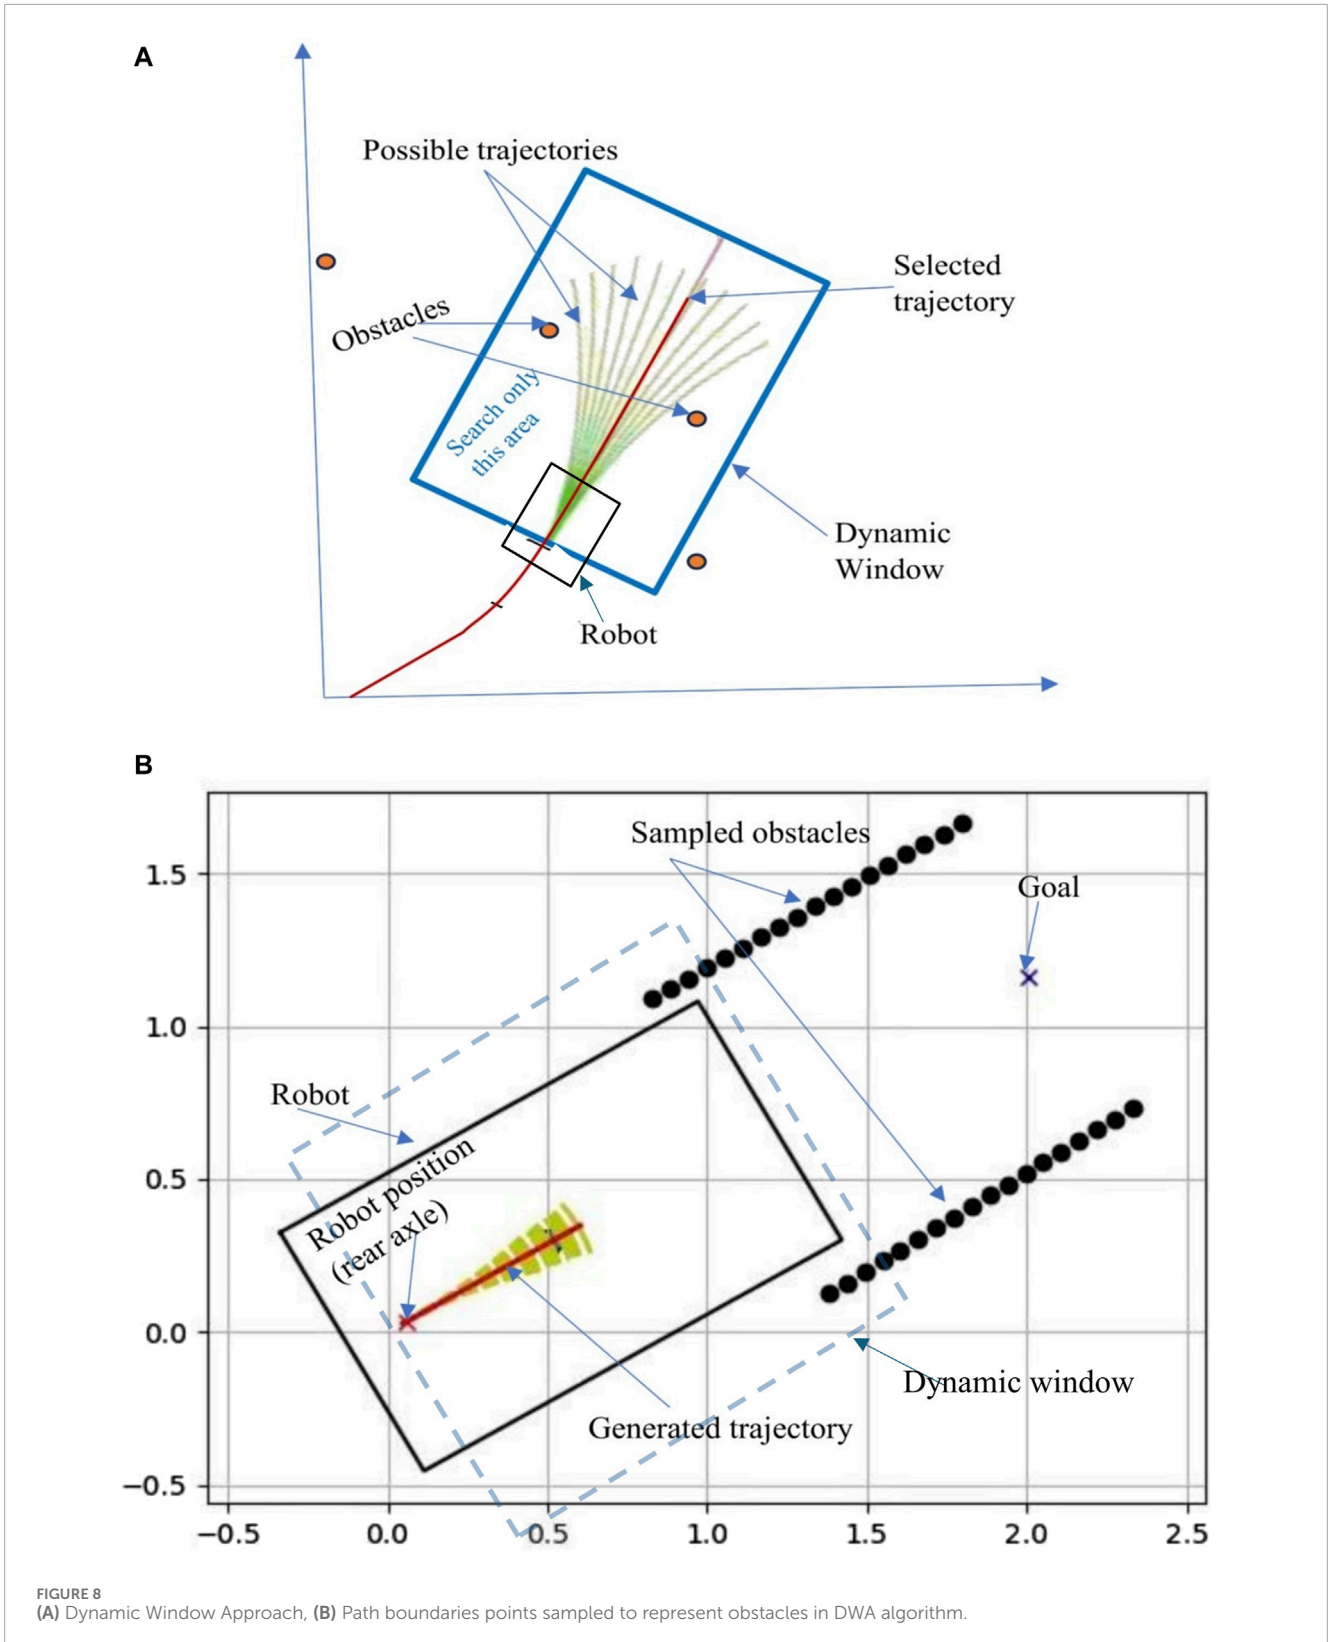 A
Possible trajectories
Selected
trajectory
Obstacles
Search only
this area
Dynamic
Window
Robot
B
Sampled obstacles
Goal
1.5
1.0
Robot
Robot position
(rear axle)
0.5
0.0
Dynamic window
Generated trajectory
−0.5
−0.5 0.0 0.5 1.0 1.5 2.0 2.5
FIGURE 8
(A) Dynamic Window Approach, (B) Path boundaries points sampled to represent obstacles in DWA algorithm.